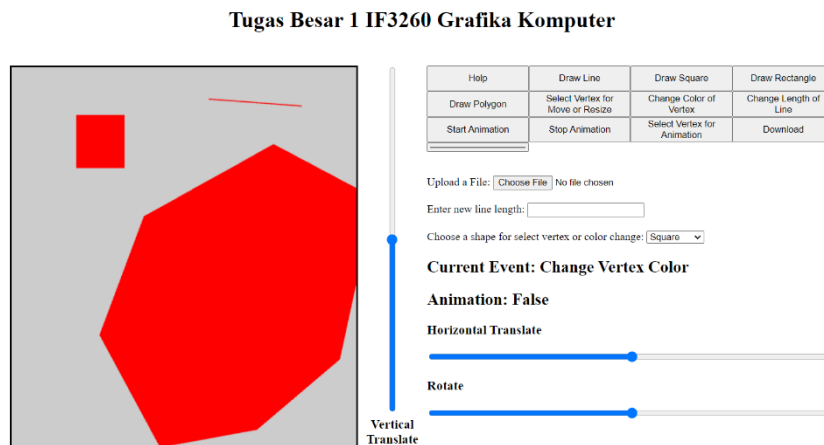 Tugas Besar 1 IF3260 Grafika Komputer
Help Draw Line Draw Square Draw Rectangle
Draw Polygon Select Vertex for Move or Resize Change Color of Vertex Change Length of Line
Start Animation Stop Animation Select Vertex for Animation Download
Upload a File: Choose File No file chosen
Enter new line length:
Choose a shape for select vertex or color change: Square
Current Event: Change Vertex Color
Animation: False
Horizontal Translate
Rotate
Vertical
Translate